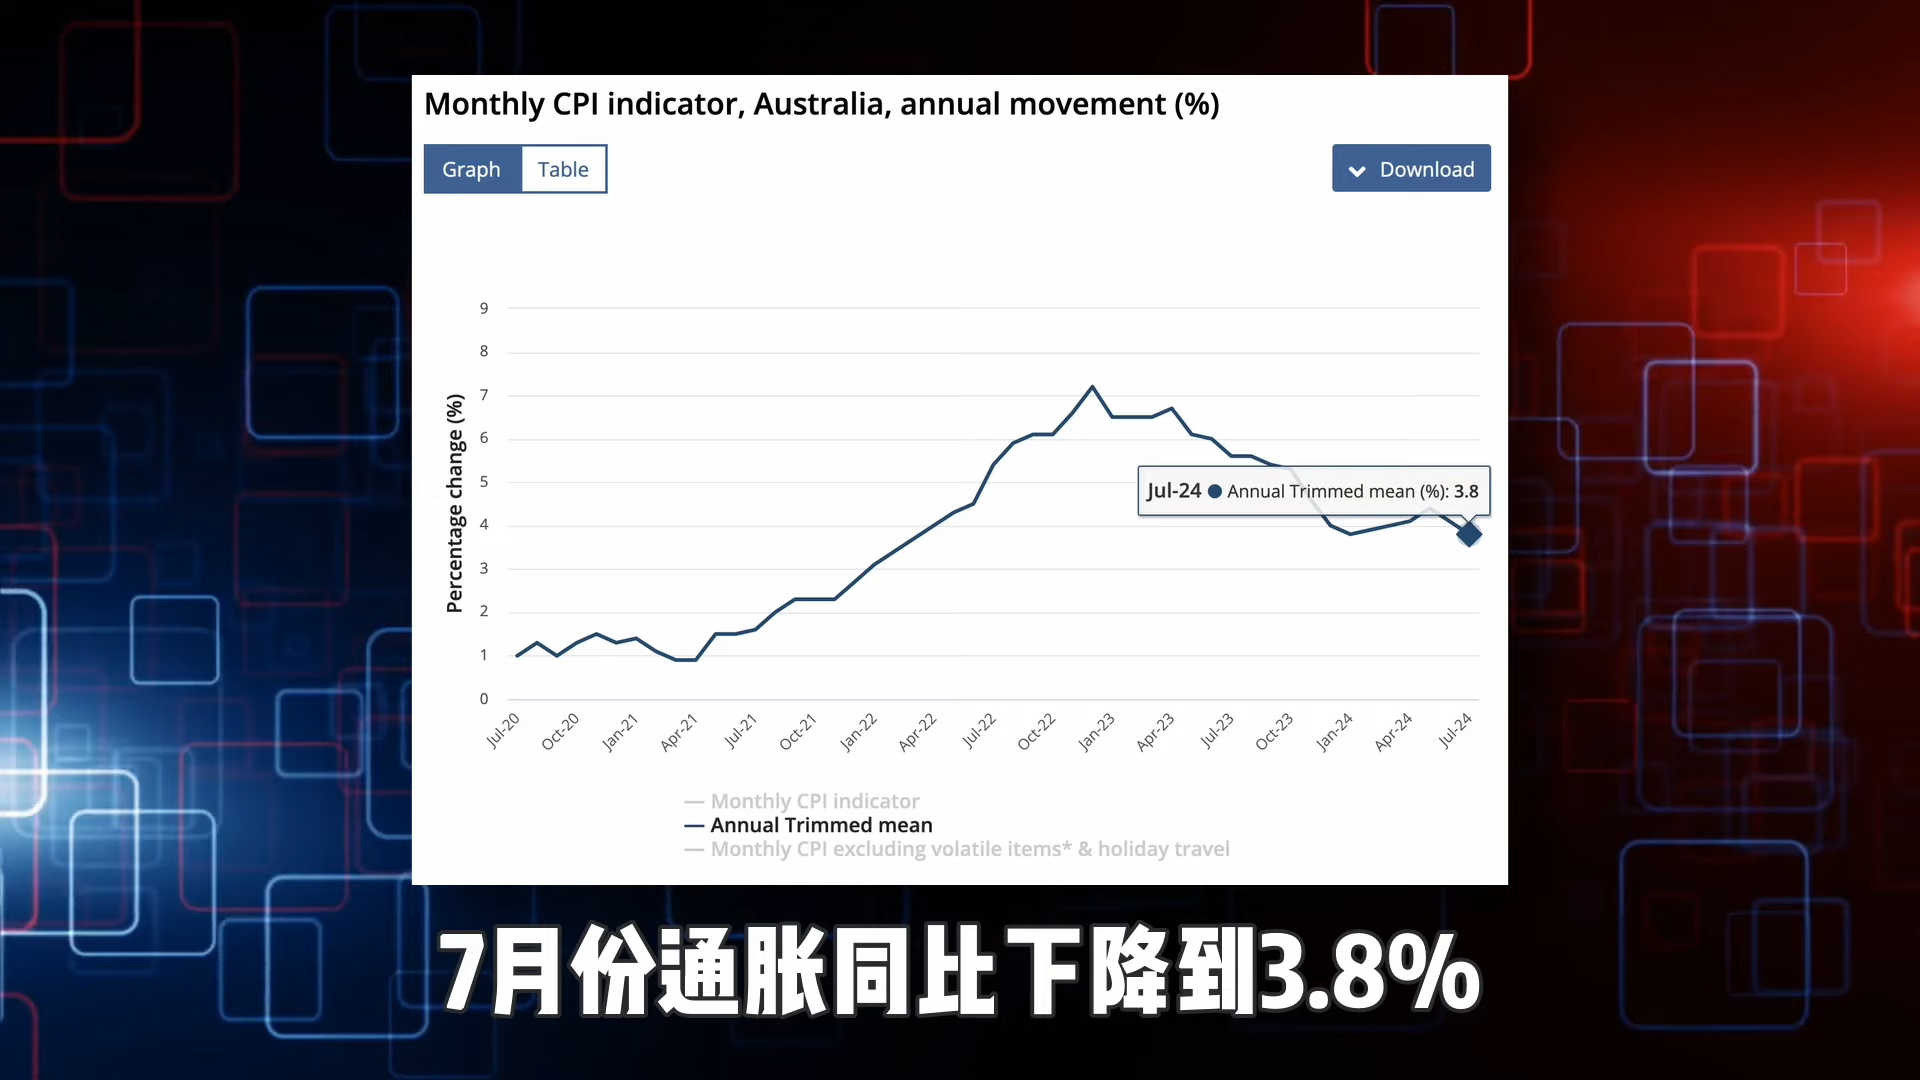 Monthly CPI indicator, Australia, annual movement (%)
Graph
Table
Download
Percentage change (%)
9
8
7
6
5
4
3
2
1
0
Jul-24 ● Annual Trimmed mean (%): 3.8
Jul-20
Oct-20
Jan-21
Apr-21
Jul-21
Oct-21
Jan-22
Apr-22
Jul-22
Oct-22
Jan-23
Apr-23
Jul-23
Oct-23
Jan-24
Apr-24
Jul-24
Monthly CPI indicator
Annual Trimmed mean
Monthly CPI excluding volatile items* & holiday travel
7月份通胀同比下降到3.8%